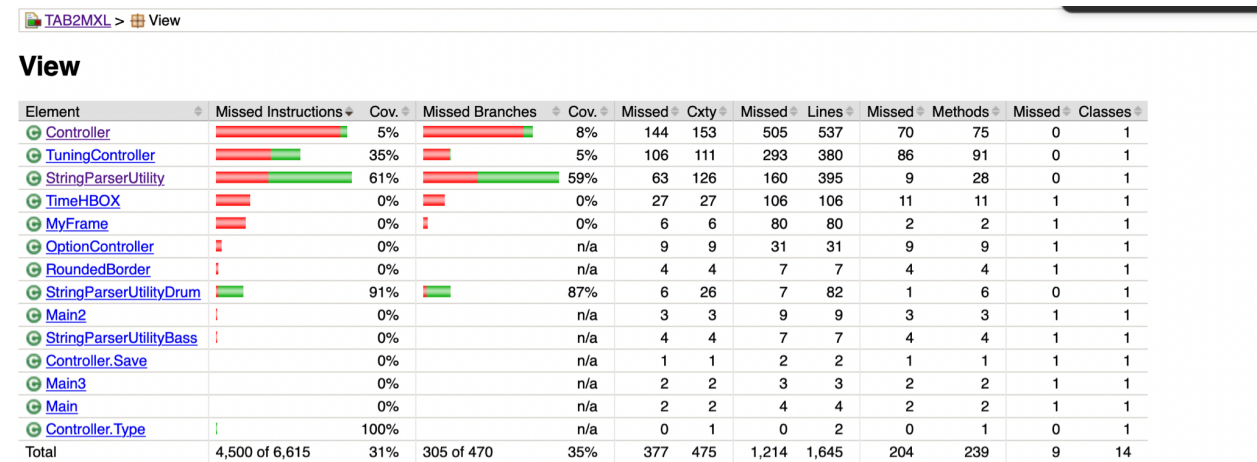 TAB2MXL > View
View
Element Missed Instructions Cov. Missed Branches Cov. Missed Cxty Missed Lines Missed Methods Missed Classes
Controller 5% 8% 144 153 505 537 70 75 0 1
TuningController 35% 5% 106 111 293 380 86 91 0 1
StringParserUtility 61% 59% 63 126 160 395 9 28 0 1
TimeHBOX 0% 0% 27 27 106 106 11 11 1 1
MyFrame 0% 0% 6 6 80 80 2 2 1 1
OptionController 0% n/a 9 9 31 31 9 9 1 1
RoundedBorder 0% n/a 4 4 7 7 4 4 1 1
StringParserUtilityDrum 91% 87% 6 26 7 82 1 6 0 1
Main2 0% n/a 3 3 9 9 3 3 1 1
StringParserUtilityBass 0% n/a 4 4 7 7 4 4 1 1
Controller.Save 0% n/a 1 1 2 2 1 1 1 1
Main3 0% n/a 2 2 3 3 2 2 1 1
Main 0% n/a 2 2 4 4 2 2 1 1
Controller.Type 100% n/a 0 1 0 2 0 1 0 1
Total 4,500 of 6,615 31% 305 of 470 35% 377 475 1,214 1,645 204 239 9 14